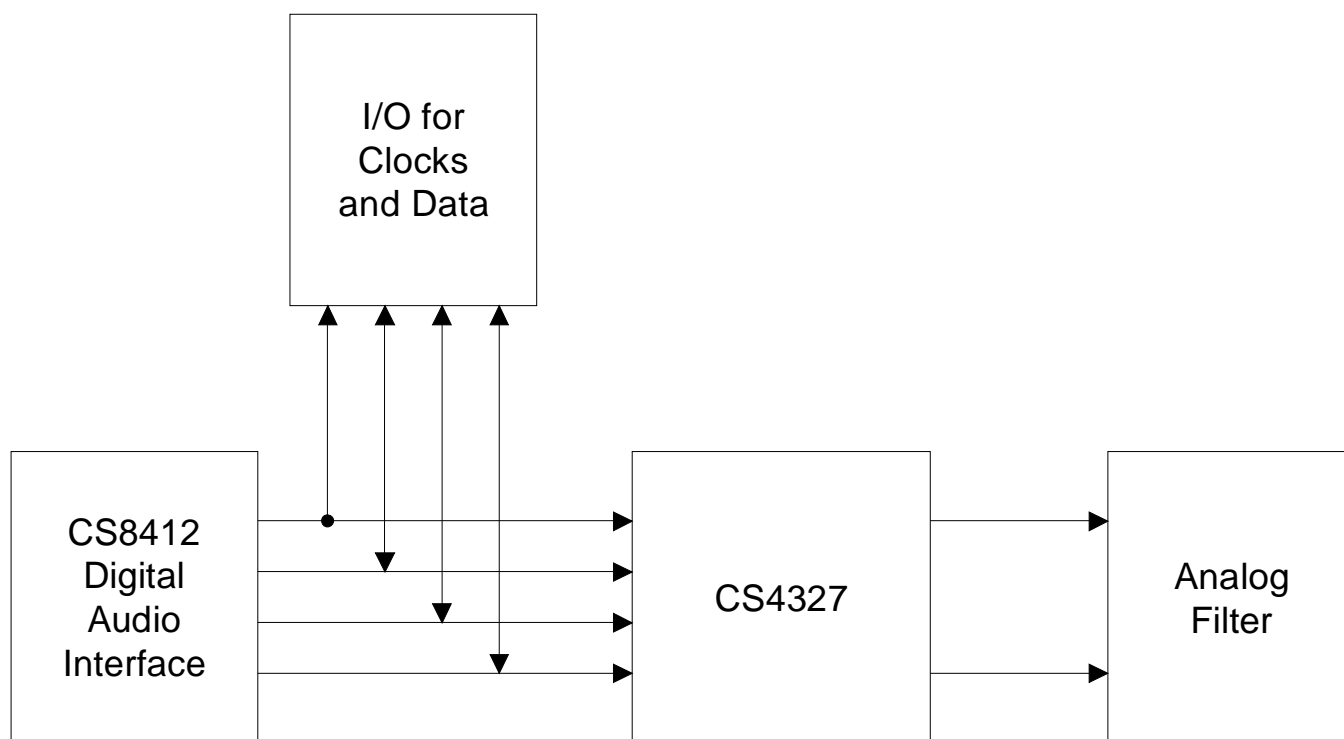 I/O for
Clocks
and Data
CS8412
Digital
Audio
Interface
CS4327
Analog
Filter